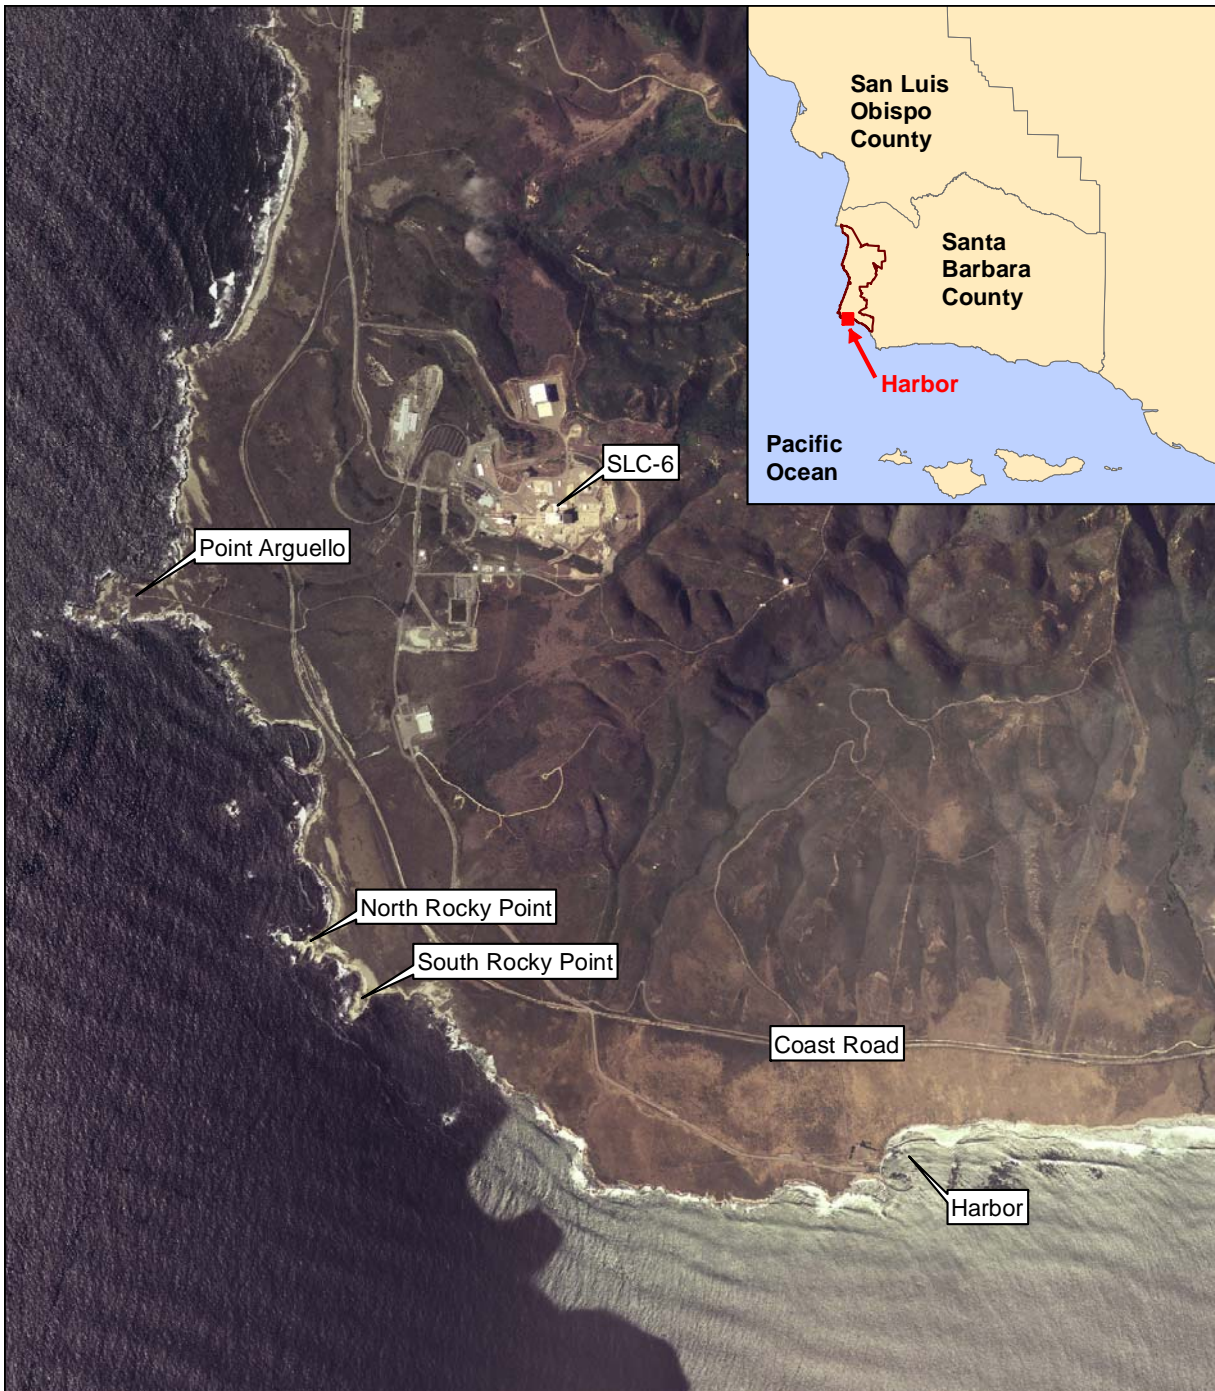 San Luis
Obispo
County
Santa
Barbara
County
Harbor
Pacific
Ocean
SLC-6
Point Arguello
North Rocky Point
South Rocky Point
Coast Road
Harbor